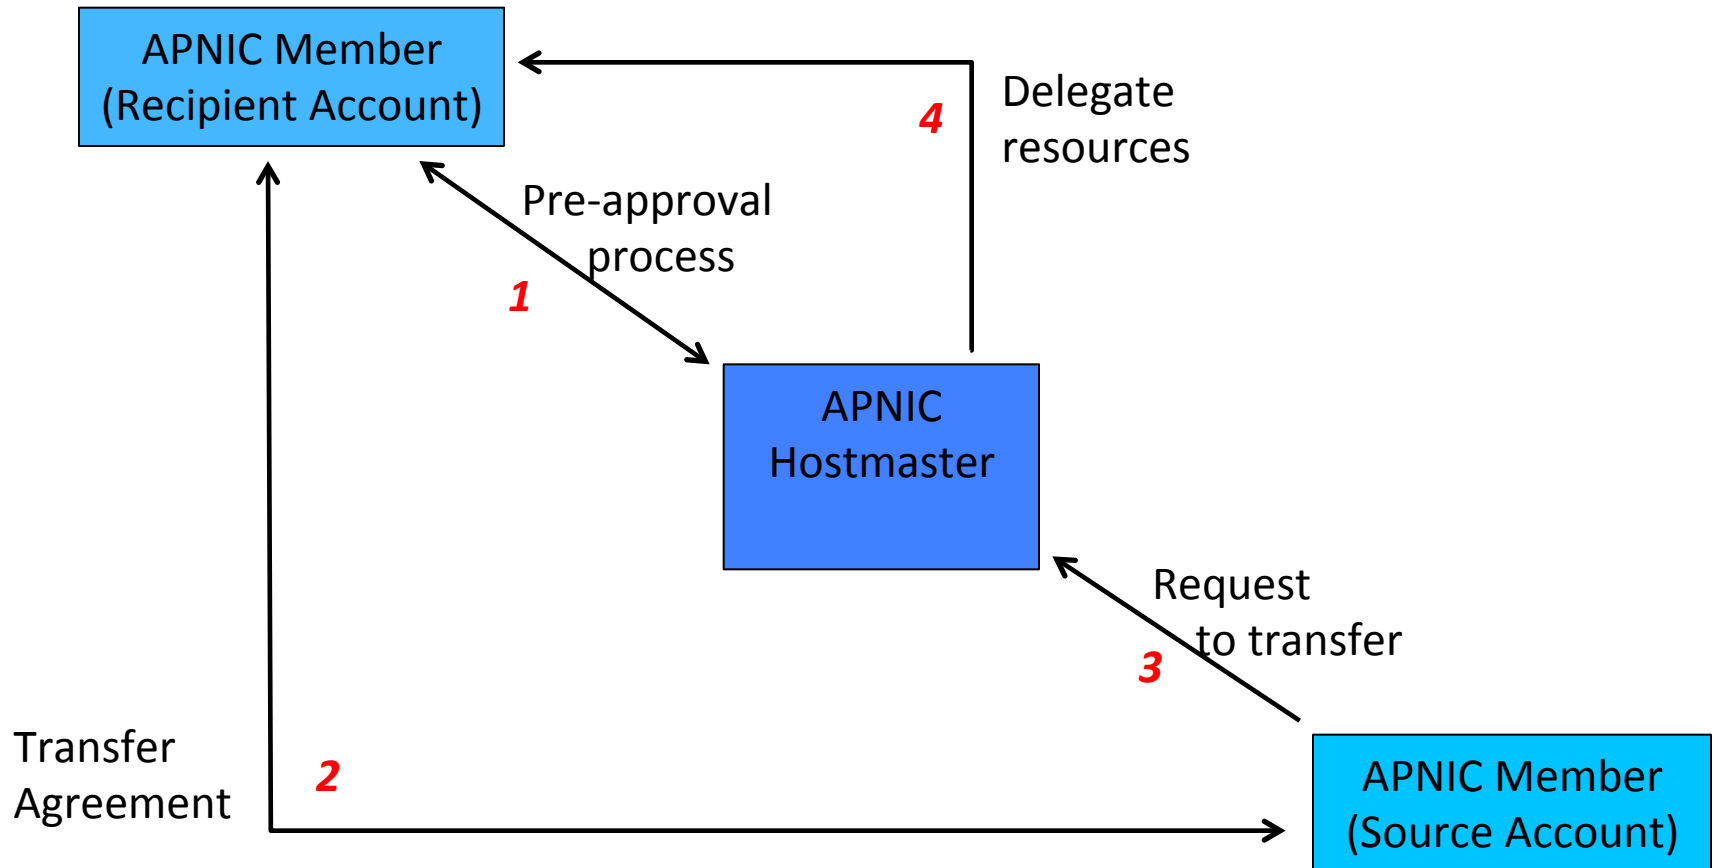 APNIC Member
(Recipient Account)
4
Delegate
resources
Pre-approval
process
1
APNIC
Hostmaster
Request
to transfer
3
Transfer
Agreement
2
APNIC Member
(Source Account)